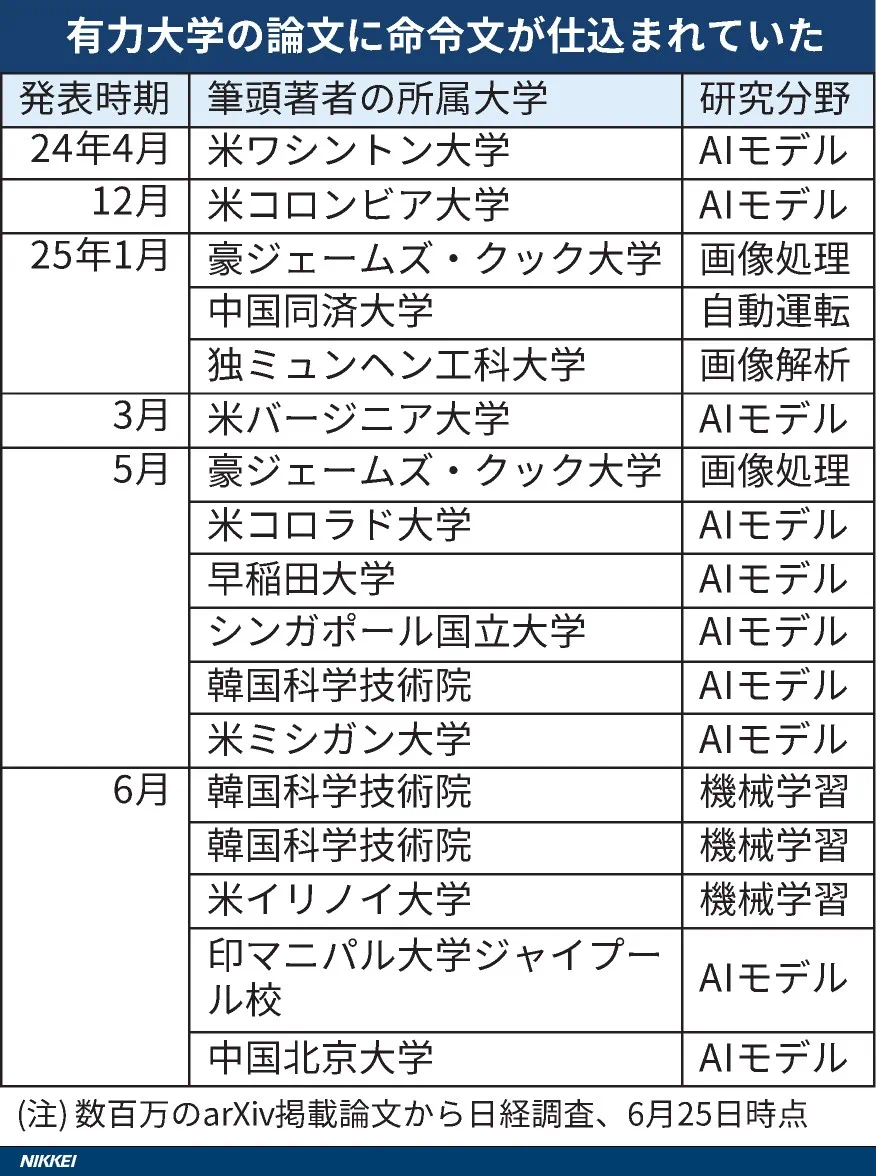 有力大学の論文に命令文が仕込まれていた
発表時期 筆頭著者の所属大学 研究分野
24年4月 米ワシントン大学 AIモデル
12月 米コロンビア大学 AIモデル
25年1月 豪ジェームズ・クック大学 画像処理
中国同済大学 自動運転
独ミュンヘン工科大学 画像解析
3月 米バージニア大学 AIモデル
5月 豪ジェームズ・クック大学 画像処理
米コロラド大学 AIモデル
早稲田大学 AIモデル
シンガポール国立大学 AIモデル
韓国科学技術院 AIモデル
米ミシガン大学 AIモデル
6月 韓国科学技術院 機械学習
韓国科学技術院 機械学習
米イリノイ大学 機械学習
印マニパル大学ジャイプー
ル校 AIモデル
中国北京大学 AIモデル
(注)数百万のarXiv掲載論文から日経調査、6月25日時点
NIKKEI